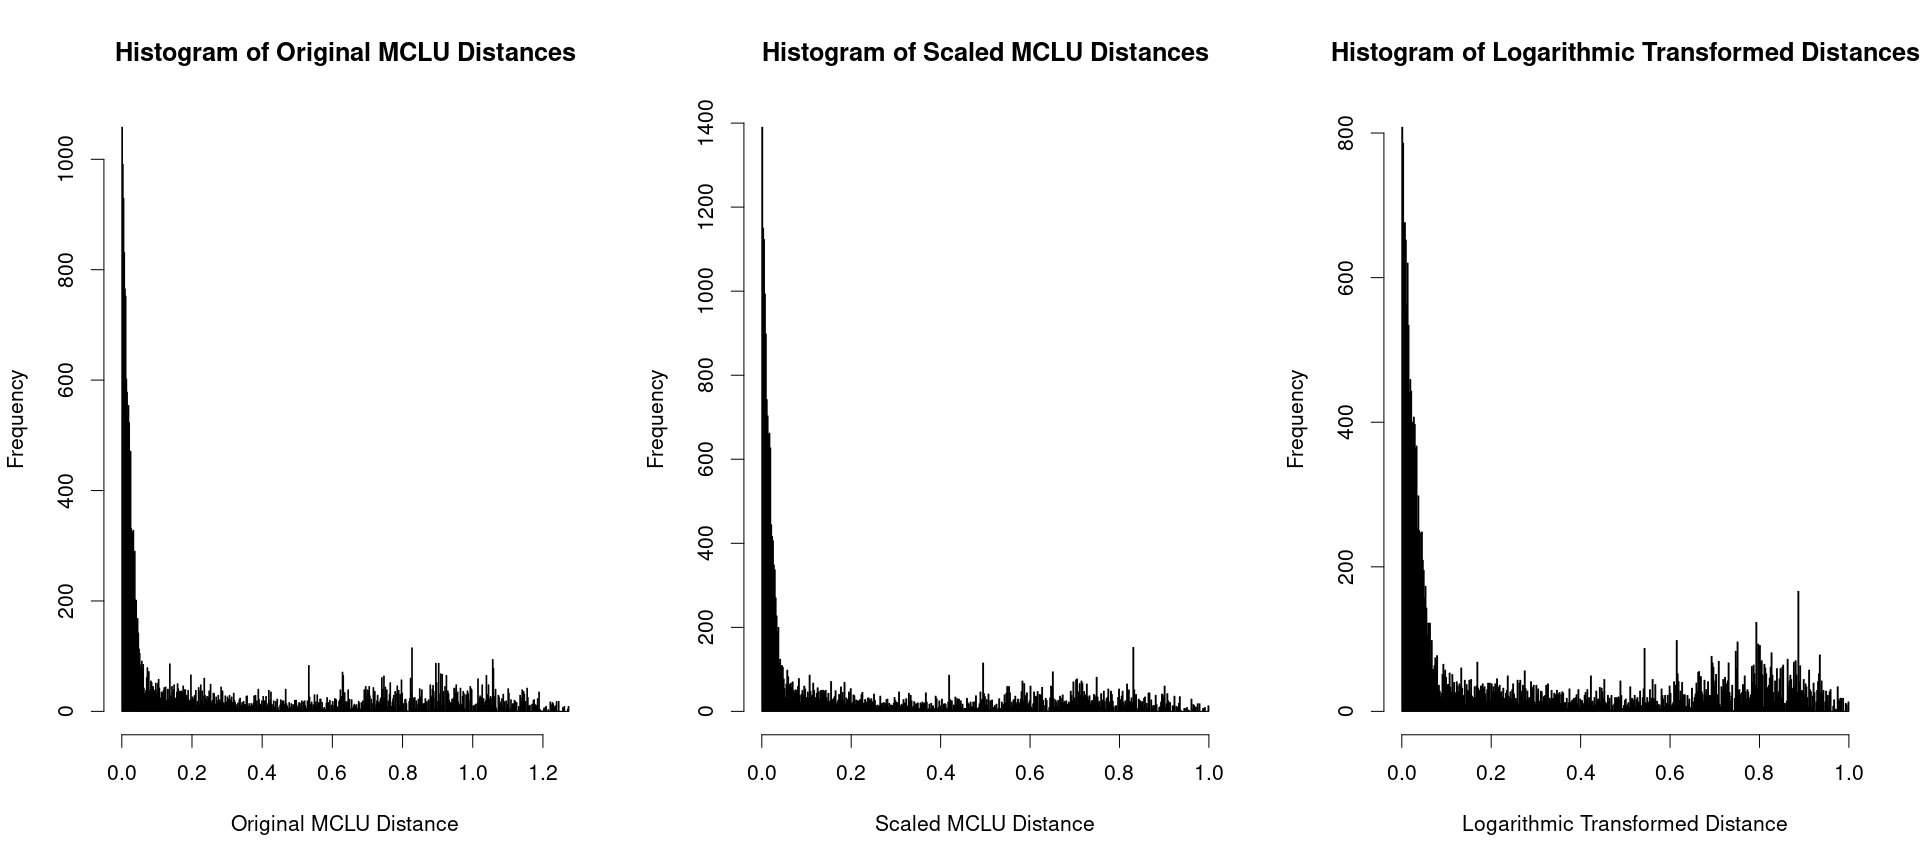 Histogram of Original MCLU Distances
Frequency
0
200
400
600
800
1000
0.0 0.2 0.4 0.6 0.8 1.0 1.2
Original MCLU Distance
Histogram of Scaled MCLU Distances
Frequency
0
200
400
600
800
1000
1200
1400
0.0 0.2 0.4 0.6 0.8 1.0
Scaled MCLU Distance
Histogram of Logarithmic Transformed Distances
Frequency
0
200
400
600
800
0.0 0.2 0.4 0.6 0.8 1.0
Logarithmic Transformed Distance